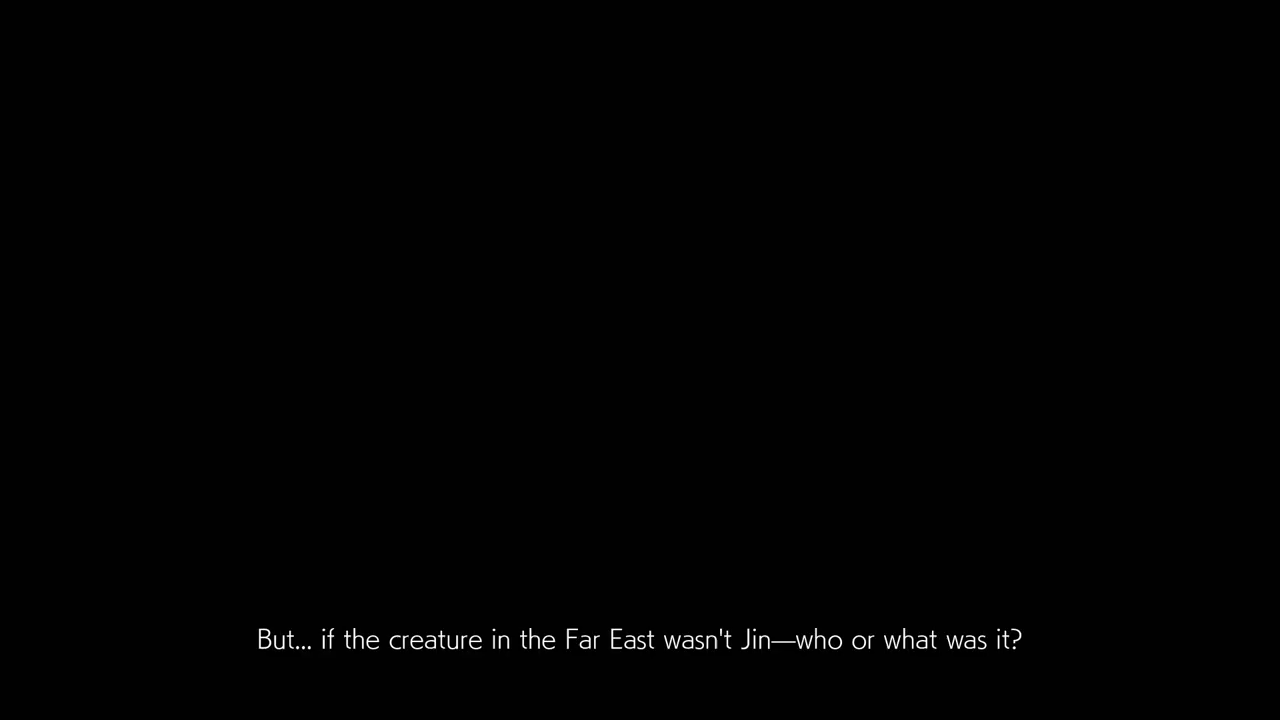 But... if the creature in the Far East wasn't Jin—who or what was it?